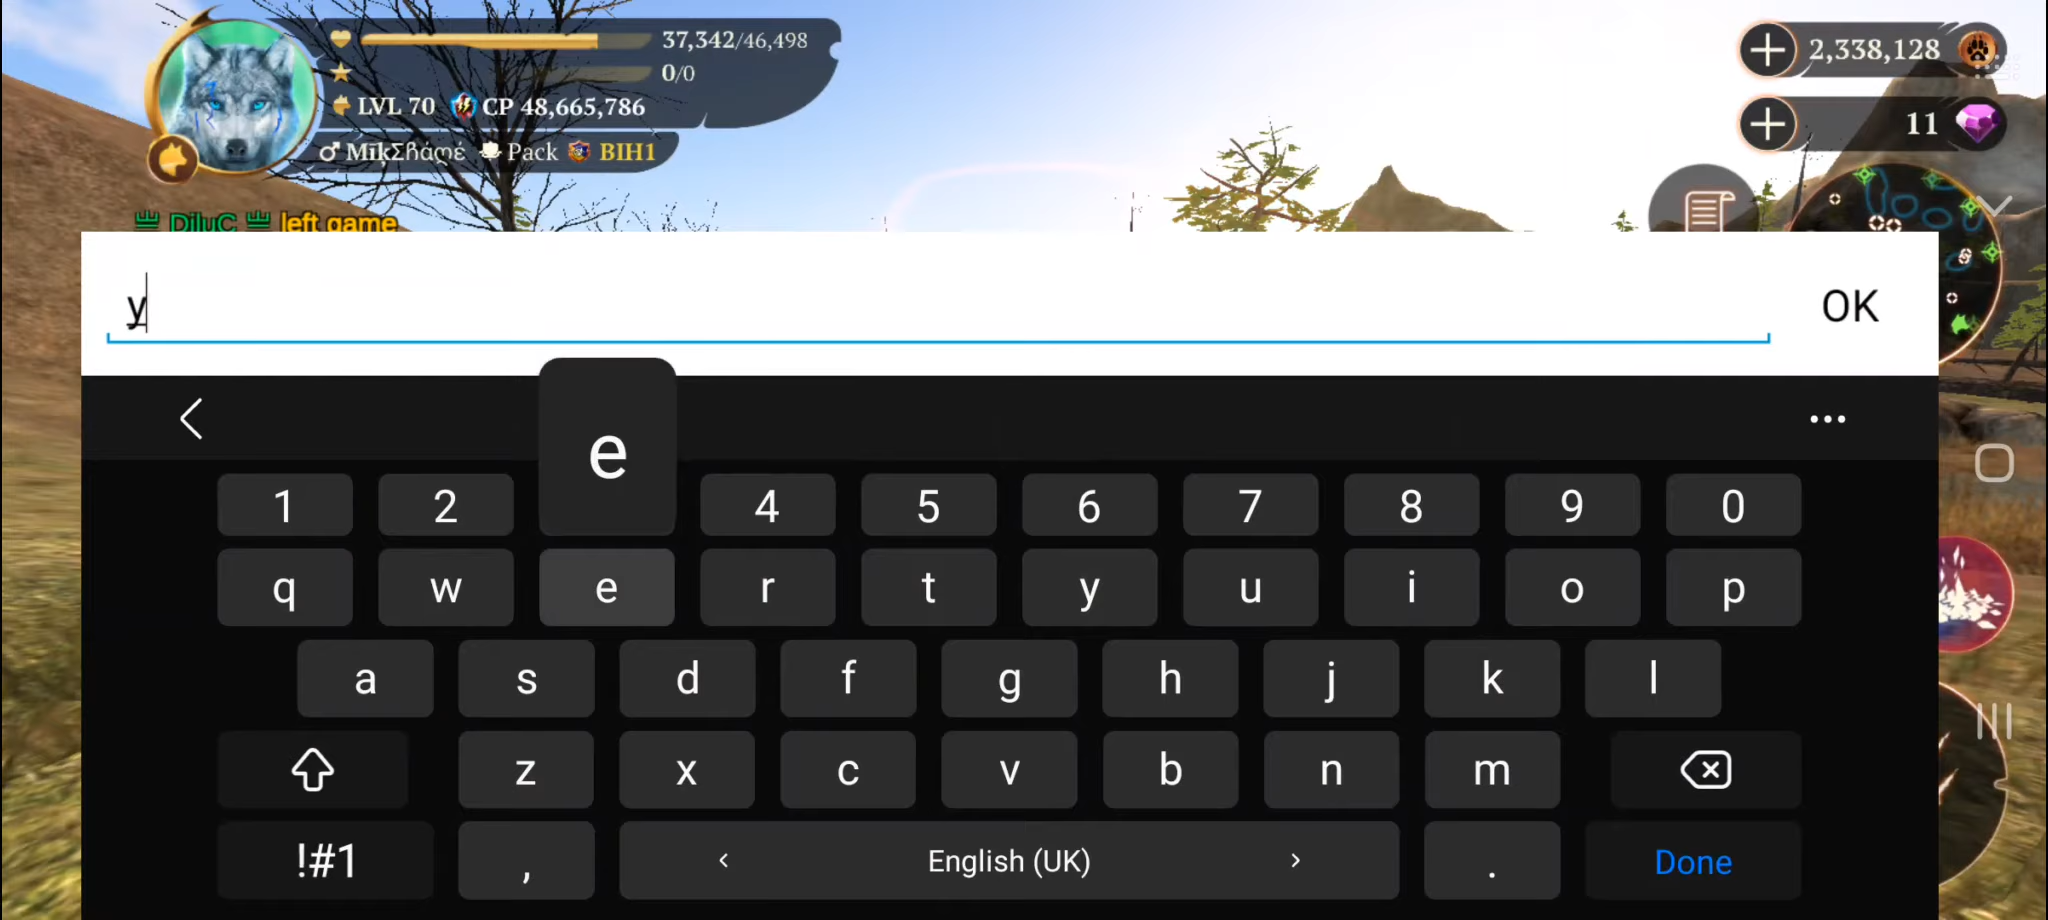 37,342/46,498
0/0
LVL 70 CP 48,665,786
♂ MīķΣɦάღέ Pack BIH1
2,338,128
11
DiluC left game
y
OK
e
1 2 4 5 6 7 8 9 0
q w e r t y u i o p
a s d f g h j k l
z x c v b n m
!#1 , < English (UK) > . Done